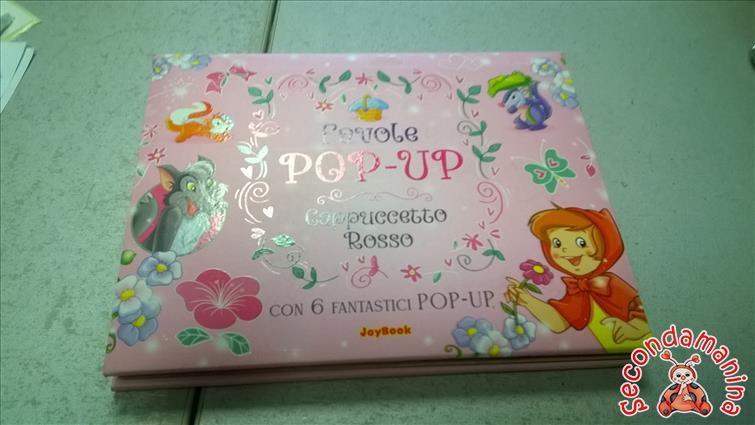 Favole
POP-UP
Cappuccetto
Rosso
CON 6 FANTASTICI POP-UP
JoyBook
secondamanina